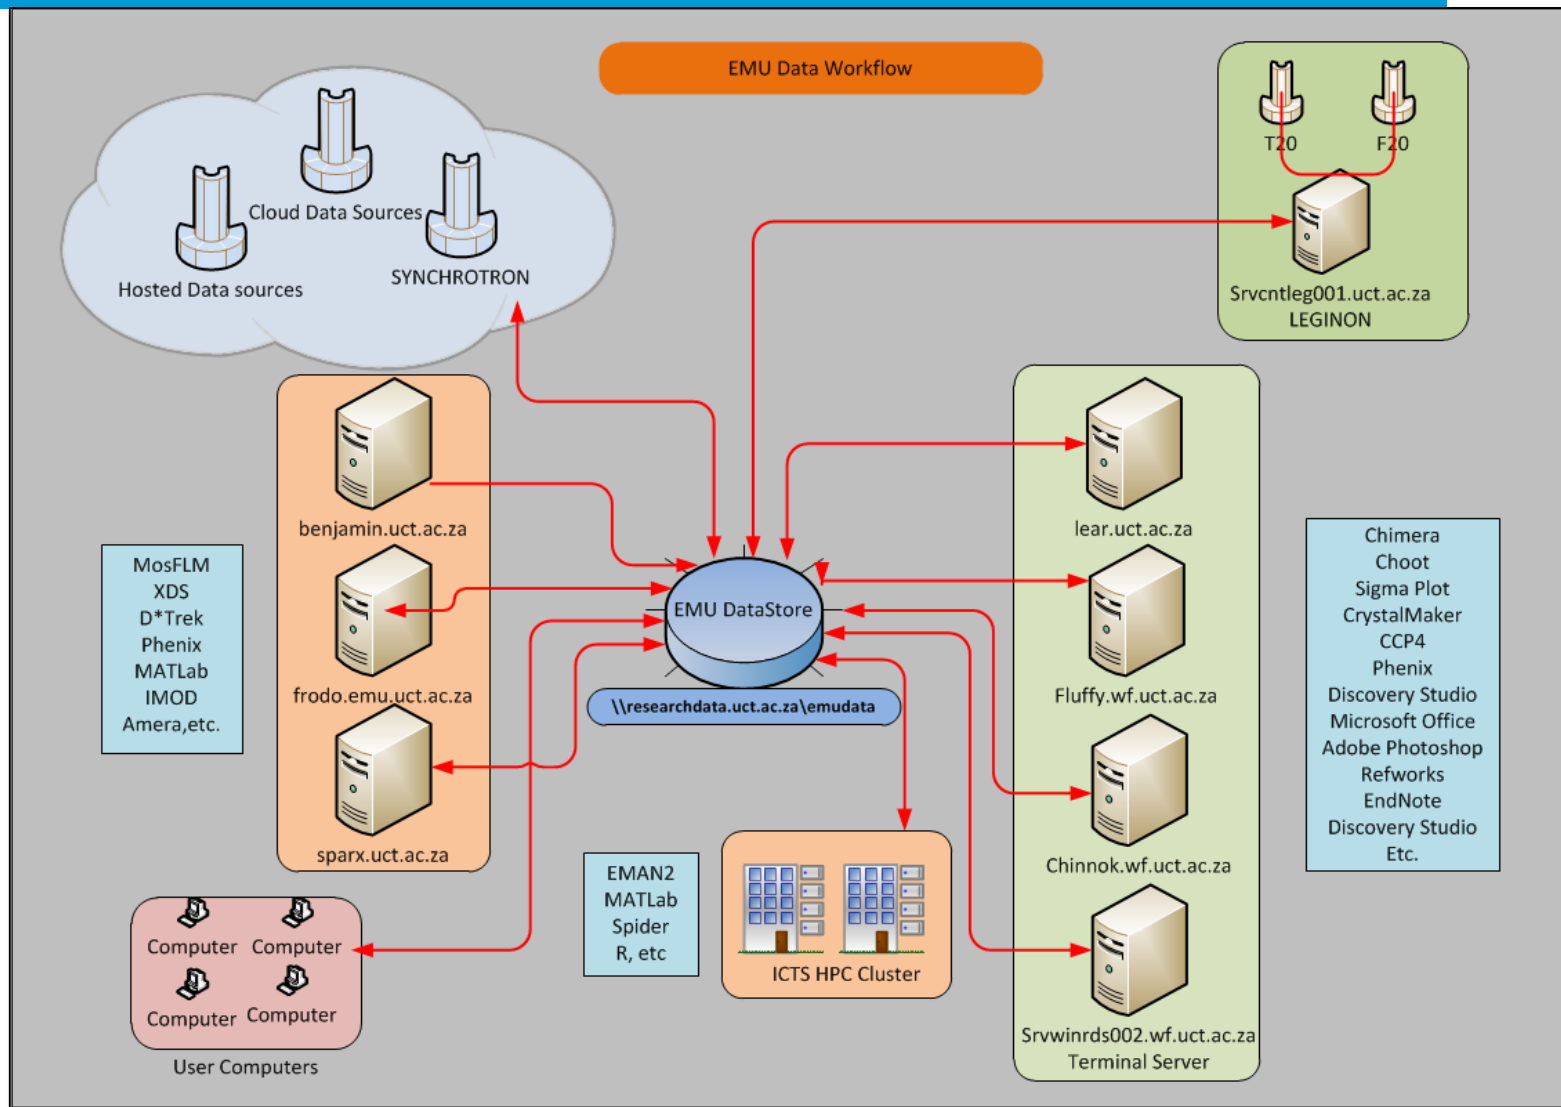 EMU Data Workflow
Cloud Data Sources
SYNCHROTRON
Hosted Data sources
T20
F20
Srvcntleg001.uct.ac.za
LEGINON
benjamin.uct.ac.za
frodo.emu.uct.ac.za
sparx.uct.ac.za
MosFLM
XDS
D*Trek
Phenix
MATLab
IMOD
Amera,etc.
EMU DataStore
\\researchdata.uct.ac.za\emudata
lear.uct.ac.za
Fluffy.wf.uct.ac.za
Chinnok.wf.uct.ac.za
Srvwinrds002.wf.uct.ac.za
Terminal Server
Chimera
Choot
Sigma Plot
CrystalMaker
CCP4
Phenix
Discovery Studio
Microsoft Office
Adobe Photoshop
Refworks
EndNote
Discovery Studio
Etc.
EMAN2
MATLab
Spider
R, etc
ICTS HPC Cluster
Computer
Computer
Computer
Computer
User Computers